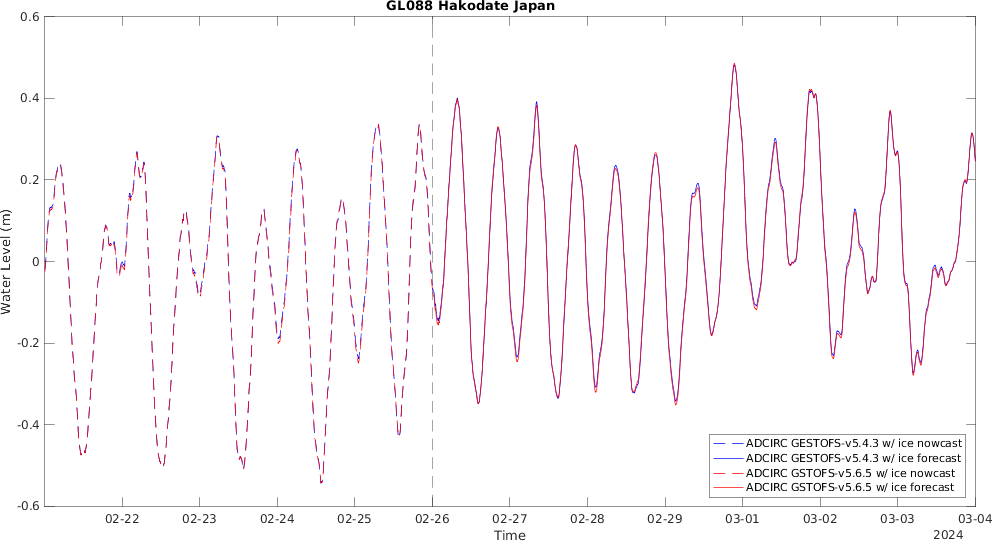 GL088 Hakodate Japan
0.6
0.4
0.2
0
-0.2
-0.4
-0.6
Water Level (m)
02-22
02-23
02-24
02-25
02-26
02-27
02-28
02-29
03-01
03-02
03-03
03-04
Time
2024
ADCIRC GESTOFS-v5.4.3 w/ ice nowcast
ADCIRC GESTOFS-v5.4.3 w/ ice forecast
ADCIRC GSTOFS-v5.6.5 w/ ice nowcast
ADCIRC GSTOFS-v5.6.5 w/ ice forecast